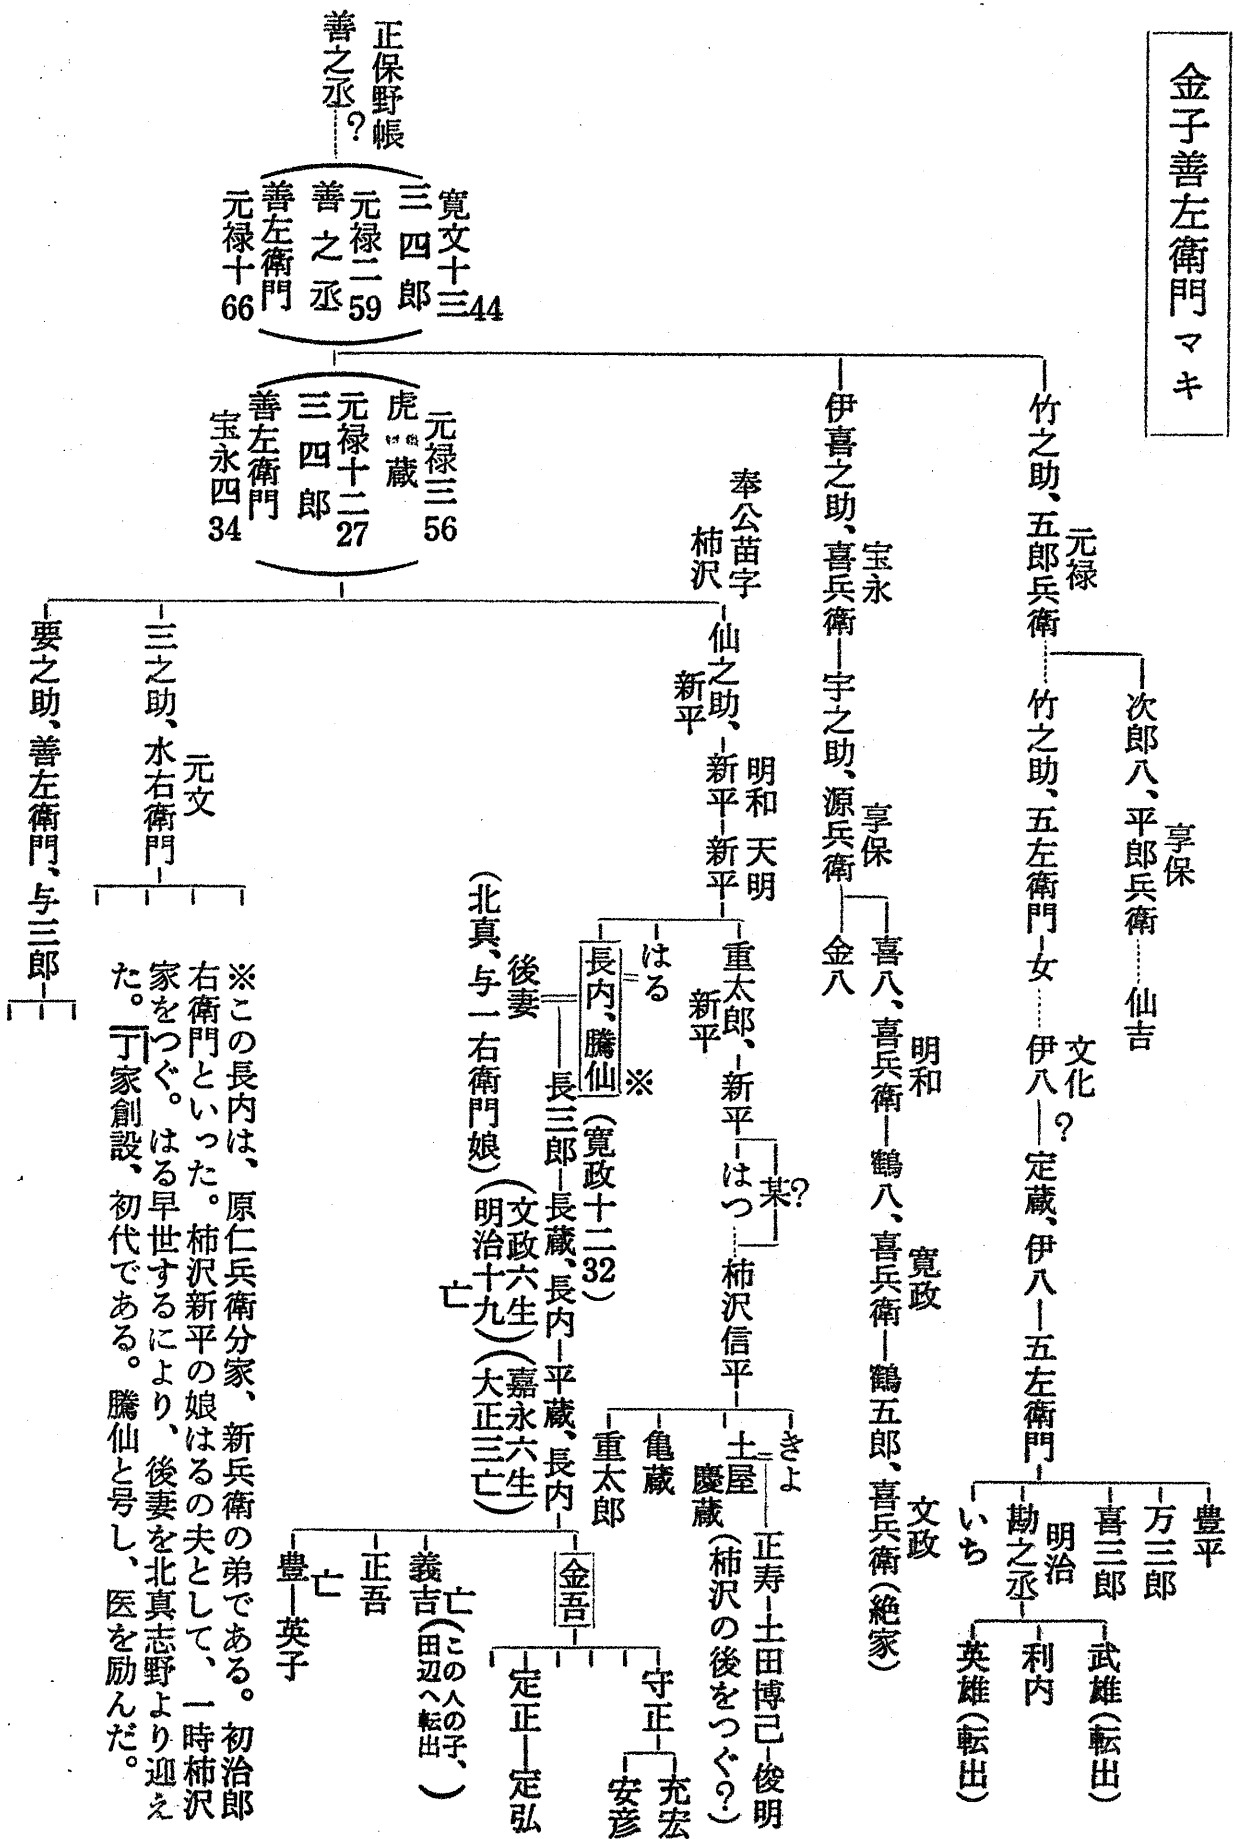 金子善左衛門マキ
正保野帳
善之丞
?
寛文十三44
三四郎
元禄二59
善之丞
善左衛門
元禄十66
元禄三56
虎蔵
元禄十二27
三四郎
善左衛門
宝永四34
元禄
竹之助、五郎兵衛
享保
次郎八、平郎兵衛
仙吉
竹之助、五左衛門
女
文化
伊八
?
定蔵、伊八
五左衛門
豊平
万三郎
喜三郎
明治
勘之丞
いち
武雄(転出)
利内
英雄(転出)
宝永
伊喜之助、喜兵衛
享保
宇之助、源兵衛
明和
喜八、喜兵衛
寛政
鶴八、喜兵衛
文政
鶴五郎、喜兵衛(絶家)
金八
奉公苗字
柿沢
仙之助、
新平
明和
新平
天明
新平
重太郎、
新平
新平
某?
はつ
柿沢信平
きよ
土屋
慶蔵
正寿
土田博己
俊明
(柿沢の後をつぐ?)
亀蔵
重太郎
はる
長内、騰仙
※
(寛政十二32)
後妻
(北真、与一右衛門娘)
長三郎
長蔵、長内
(文政六生)
(明治十九亡)
平蔵、長内
(嘉永六生)
(大正三亡)
金吾
守正
充宏
安彦
定正
定弘
亡
義吉
(この人の子、
田辺へ転出)
正吾
亡
豊
英子
元文
三之助、水右衛門
要之助、善左衛門、与三郎
※この長内は、原仁兵衛分家、新兵衛の弟である。初治郎
右衛門といった。柿沢新平の娘はるの夫として、一時柿沢
家をつぐ。はる早世するにより、後妻を北真志野より迎え
た。丁家創設、初代である。騰仙と号し、医を励んだ。